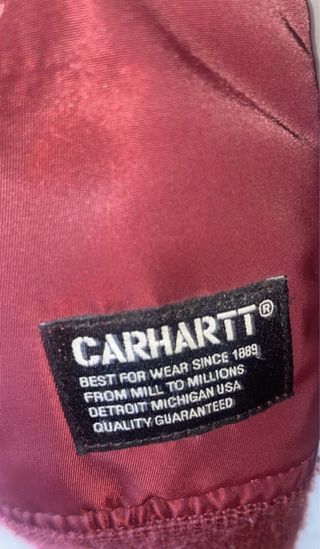 CARHARTT®
BEST FOR WEAR SINCE 1889
FROM MILL TO MILLIONS
DETROIT MICHIGAN USA
QUALITY GUARANTEED